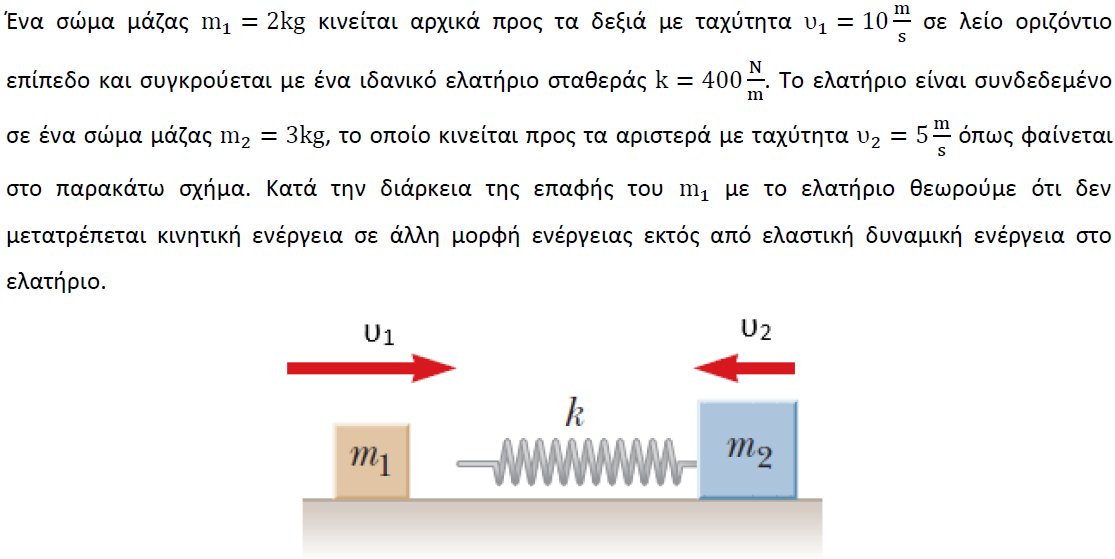 Ένα σώμα μάζας m₁ = 2kg κινείται αρχικά προς τα δεξιά με ταχύτητα υ₁ = 10 m/s σε λείο οριζόντιο
επίπεδο και συγκρούεται με ένα ιδανικό ελατήριο σταθεράς k = 400 N/m. Το ελατήριο είναι συνδεδεμένο
σε ένα σώμα μάζας m₂ = 3kg, το οποίο κινείται προς τα αριστερά με ταχύτητα υ₂ = 5 m/s όπως φαίνεται
στο παρακάτω σχήμα. Κατά την διάρκεια της επαφής του m₁ με το ελατήριο θεωρούμε ότι δεν
μετατρέπεται κινητική ενέργεια σε άλλη μορφή ενέργειας εκτός από ελαστική δυναμική ενέργεια στο
ελατήριο.
υ₁ υ₂
k
m₁ m₂